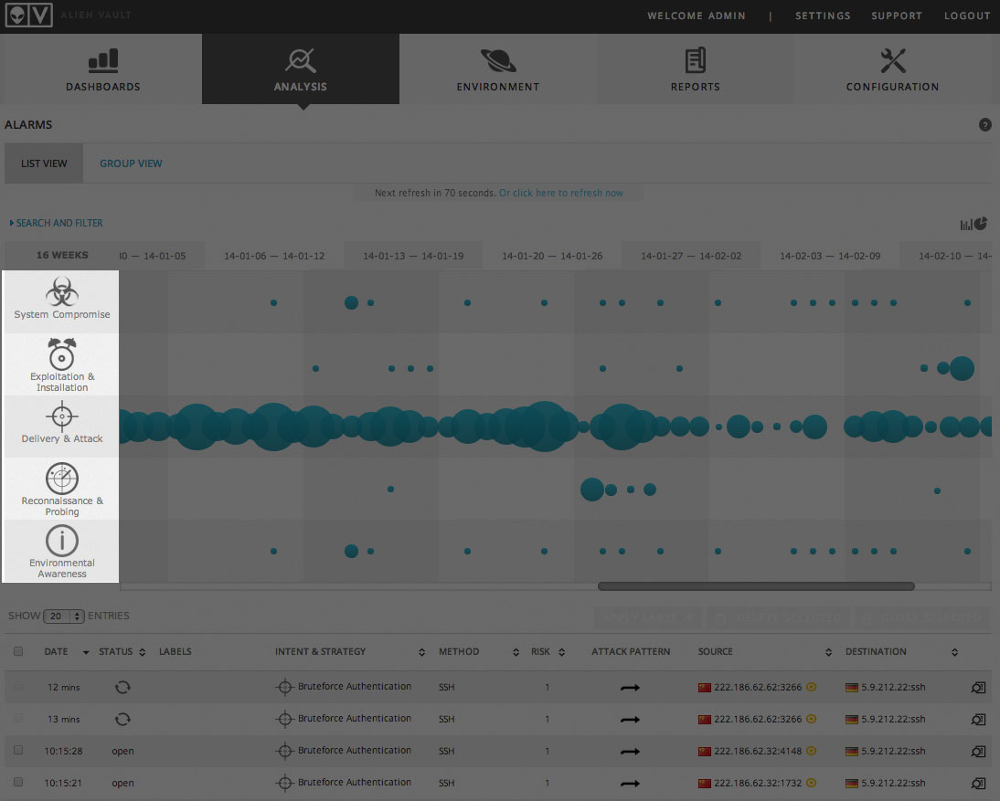 V ALIEN VAULT WELCOME ADMIN | SETTINGS SUPPORT LOGOUT
DASHBOARDS ANALYSIS ENVIRONMENT REPORTS CONFIGURATION
ALARMS ?
LIST VIEW GROUP VIEW
Next refresh in 70 seconds. Or click here to refresh now
SEARCH AND FILTER
16 WEEKS 30 — 14-01-05 14-01-06 — 14-01-12 14-01-13 — 14-01-19 14-01-20 — 14-01-26 14-01-27 — 14-02-02 14-02-03 — 14-02-09 14-02-10 — 14-
System Compromise
Exploitation &
Installation
Delivery & Attack
Reconnaissance &
Probing
i
Environmental
Awareness
SHOW 20 ENTRIES APPLY LABEL DELETE SELECTED CLOSE SELECTED
DATE STATUS LABELS INTENT & STRATEGY METHOD RISK ATTACK PATTERN SOURCE DESTINATION
12 mins Bruteforce Authentication SSH 1 222.186.62.62:3266 5.9.212.22:ssh
13 mins Bruteforce Authentication SSH 1 222.186.62.62:3266 5.9.212.22:ssh
10:15:28 open Bruteforce Authentication SSH 1 222.186.62.32:4148 5.9.212.22:ssh
10:15:21 open Bruteforce Authentication SSH 1 222.186.62.32:1732 5.9.212.22:ssh